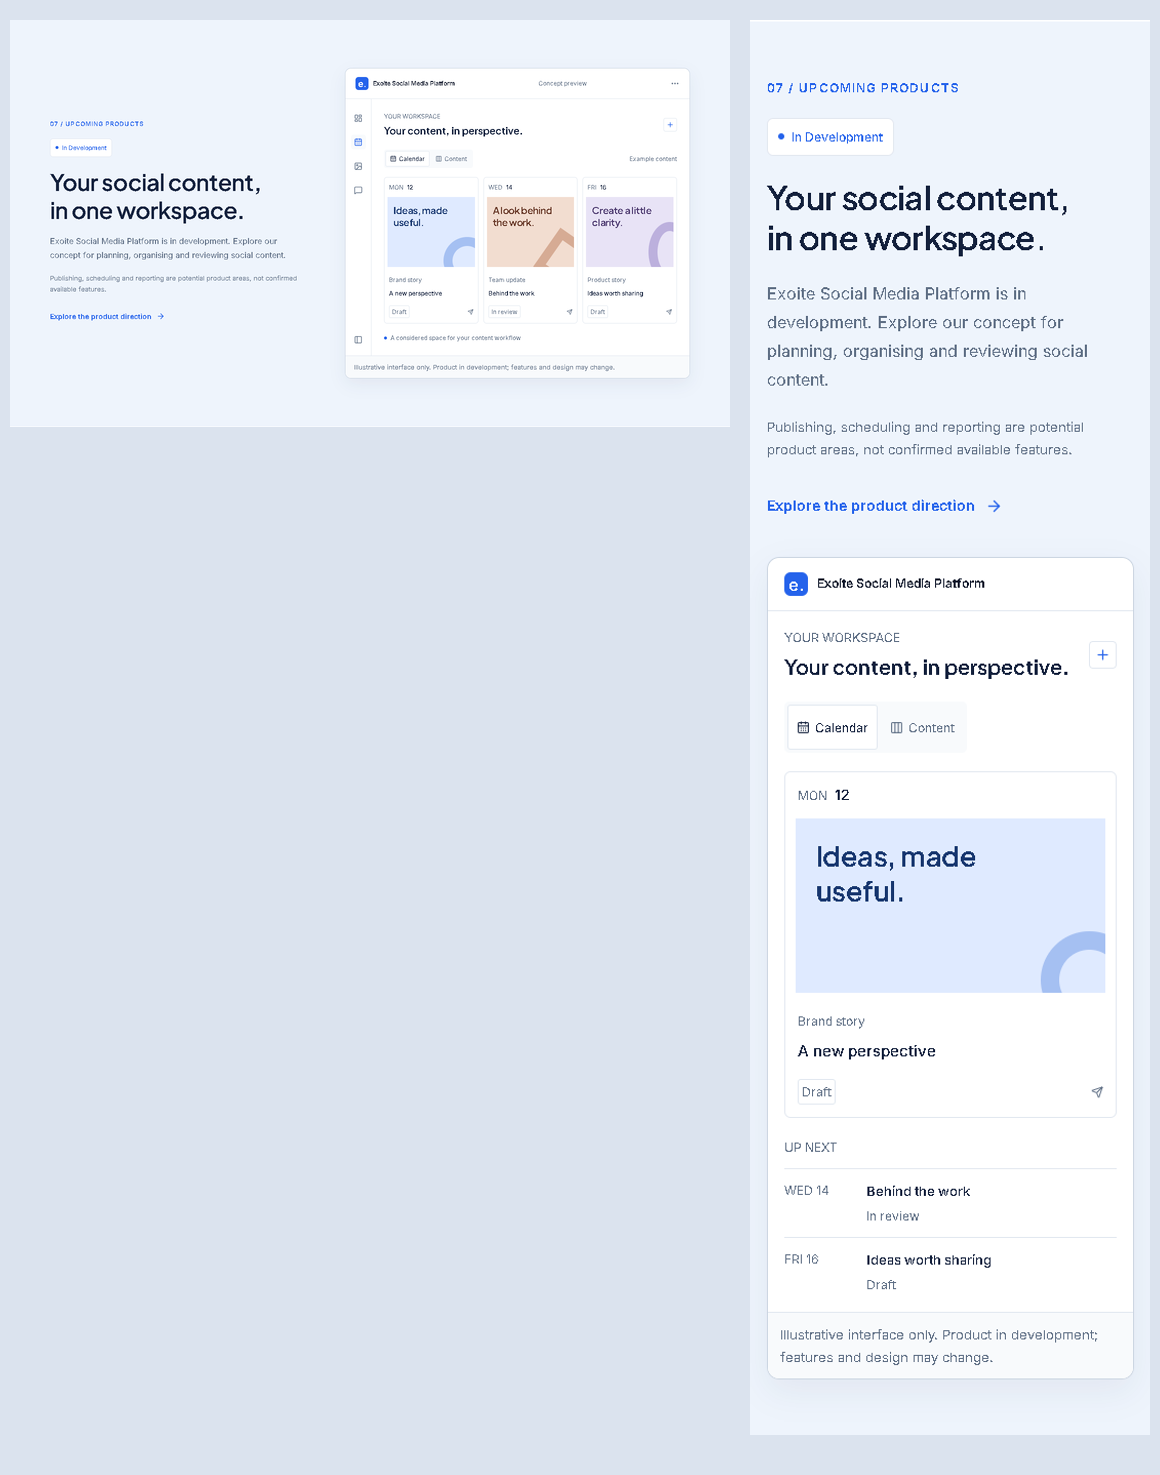 07 / UPCOMING PRODUCTS
In Development
Your social content,
in one workspace.
Exoite Social Media Platform is in development. Explore our
concept for planning, organising and reviewing social content.
Publishing, scheduling and reporting are potential product areas, not confirmed
available features.
Explore the product direction
e. Exoite Social Media Platform Concept preview
YOUR WORKSPACE
Your content, in perspective.
Calendar Content Example content
MON 12 WED 14 FRI 16
Ideas, made
useful.
A look behind
the work.
Create a little
clarity.
Brand story Team update Product story
A new perspective Behind the work Ideas worth sharing
Draft In review Draft
A considered space for your content workflow
Illustrative interface only. Product in development; features and design may change.
07 / UPCOMING PRODUCTS
In Development
Your social content,
in one workspace.
Exoite Social Media Platform is in
development. Explore our concept for
planning, organising and reviewing social
content.
Publishing, scheduling and reporting are potential
product areas, not confirmed available features.
Explore the product direction
e. Exoite Social Media Platform
YOUR WORKSPACE
Your content, in perspective.
Calendar Content
MON 12
Ideas, made
useful.
Brand story
A new perspective
Draft
UP NEXT
WED 14 Behind the work
In review
FRI 16 Ideas worth sharing
Draft
Illustrative interface only. Product in development;
features and design may change.